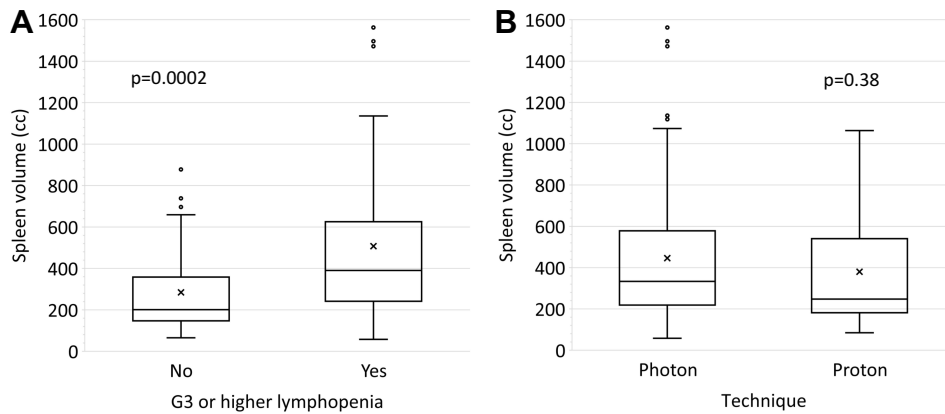 A
1600
1400
1200
1000
800
600
400
200
0
Spleen volume (cc)
p=0.0002
No
Yes
G3 or higher lymphopenia
B
1600
1400
1200
1000
800
600
400
200
0
Spleen volume (cc)
p=0.38
Photon
Proton
Technique